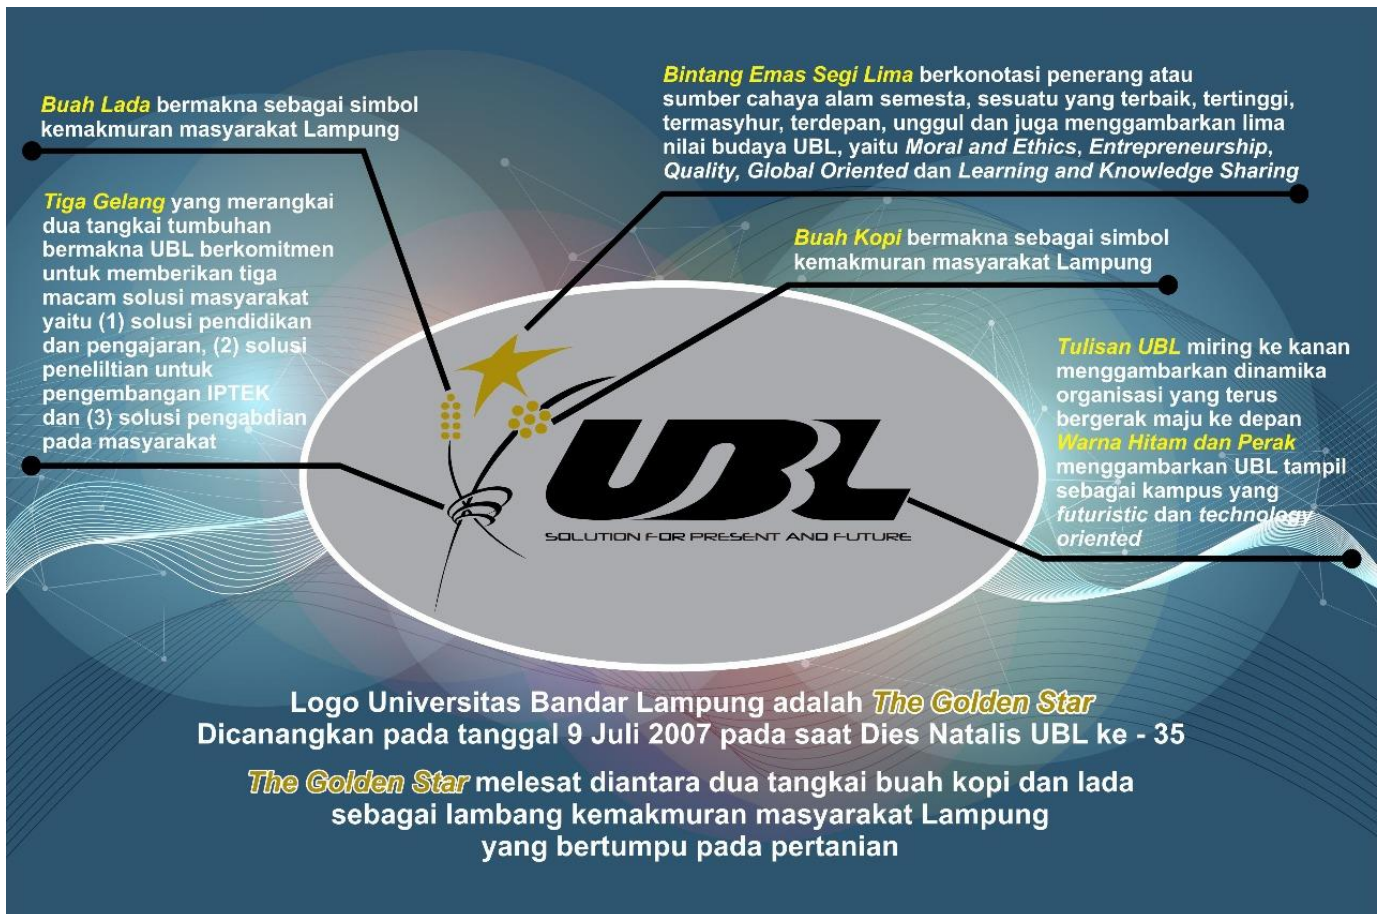 Buah Lada bermakna sebagai simbol
kemakmuran masyarakat Lampung
Tiga Gelang yang merangkai
dua tangkai tumbuhan
bermakna UBL berkomitmen
untuk memberikan tiga
macam solusi masyarakat
yaitu (1) solusi pendidikan
dan pengajaran, (2) solusi
peneliltian untuk
pengembangan IPTEK
dan (3) solusi pengabdian
pada masyarakat
Bintang Emas Segi Lima berkonotasi penerang atau
sumber cahaya alam semesta, sesuatu yang terbaik, tertinggi,
termasyhur, terdepan, unggul dan juga menggambarkan lima
nilai budaya UBL, yaitu Moral and Ethics, Entrepreneurship,
Quality, Global Oriented dan Learning and Knowledge Sharing
Buah Kopi bermakna sebagai simbol
kemakmuran masyarakat Lampung
Tulisan UBL miring ke kanan
menggambarkan dinamika
organisasi yang terus
bergerak maju ke depan
Warna Hitam dan Perak
menggambarkan UBL tampil
sebagai kampus yang
futuristic dan technology
oriented
UBL
SOLUTION FOR PRESENT AND FUTURE
Logo Universitas Bandar Lampung adalah The Golden Star
Dicanangkan pada tanggal 9 Juli 2007 pada saat Dies Natalis UBL ke - 35
The Golden Star melesat diantara dua tangkai buah kopi dan lada
sebagai lambang kemakmuran masyarakat Lampung
yang bertumpu pada pertanian